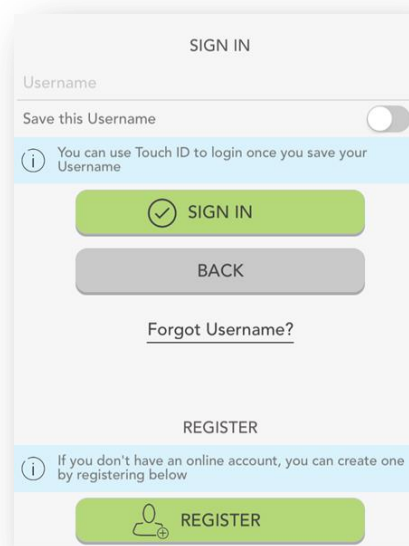 SIGN IN
Username
Save this Username
You can use Touch ID to login once you save your
Username
SIGN IN
BACK
Forgot Username?
REGISTER
If you don't have an online account, you can create one
by registering below
REGISTER